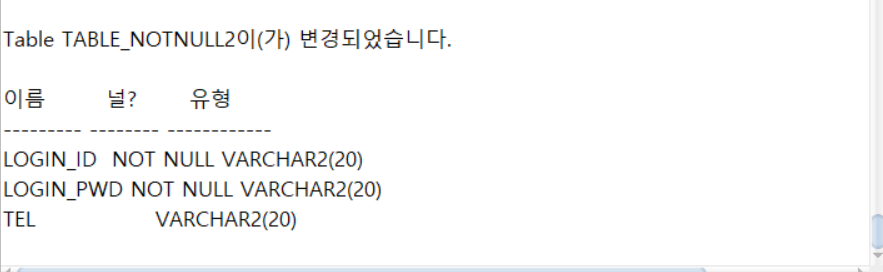 Table TABLE_NOTNULL2이(가) 변경되었습니다.
이름 널? 유형
--------- -------- ------------
LOGIN_ID NOT NULL VARCHAR2(20)
LOGIN_PWD NOT NULL VARCHAR2(20)
TEL VARCHAR2(20)